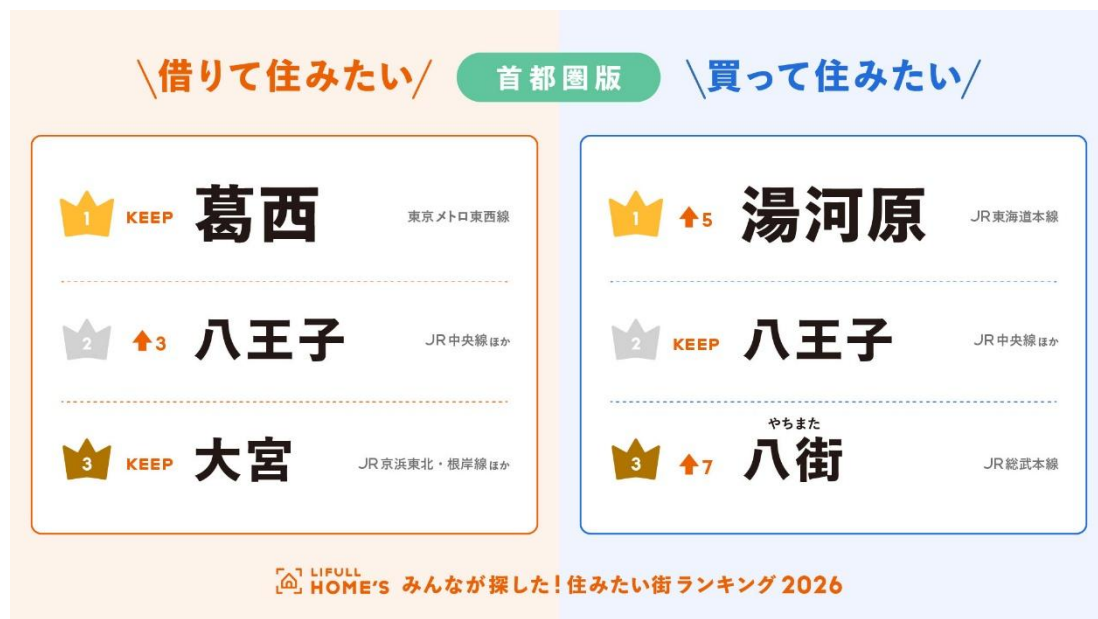 借りて住みたい
首都圏版
買って住みたい
1 KEEP 葛西 東京メトロ東西線
2 ↑3 八王子 JR中央線ほか
3 KEEP 大宮 JR京浜東北・根岸線ほか
1 ↑5 湯河原 JR東海道本線
2 KEEP 八王子 JR中央線ほか
やちまた
3 ↑7 八街 JR総武本線
LIFULL HOME'S みんなが探した!住みたい街ランキング2026